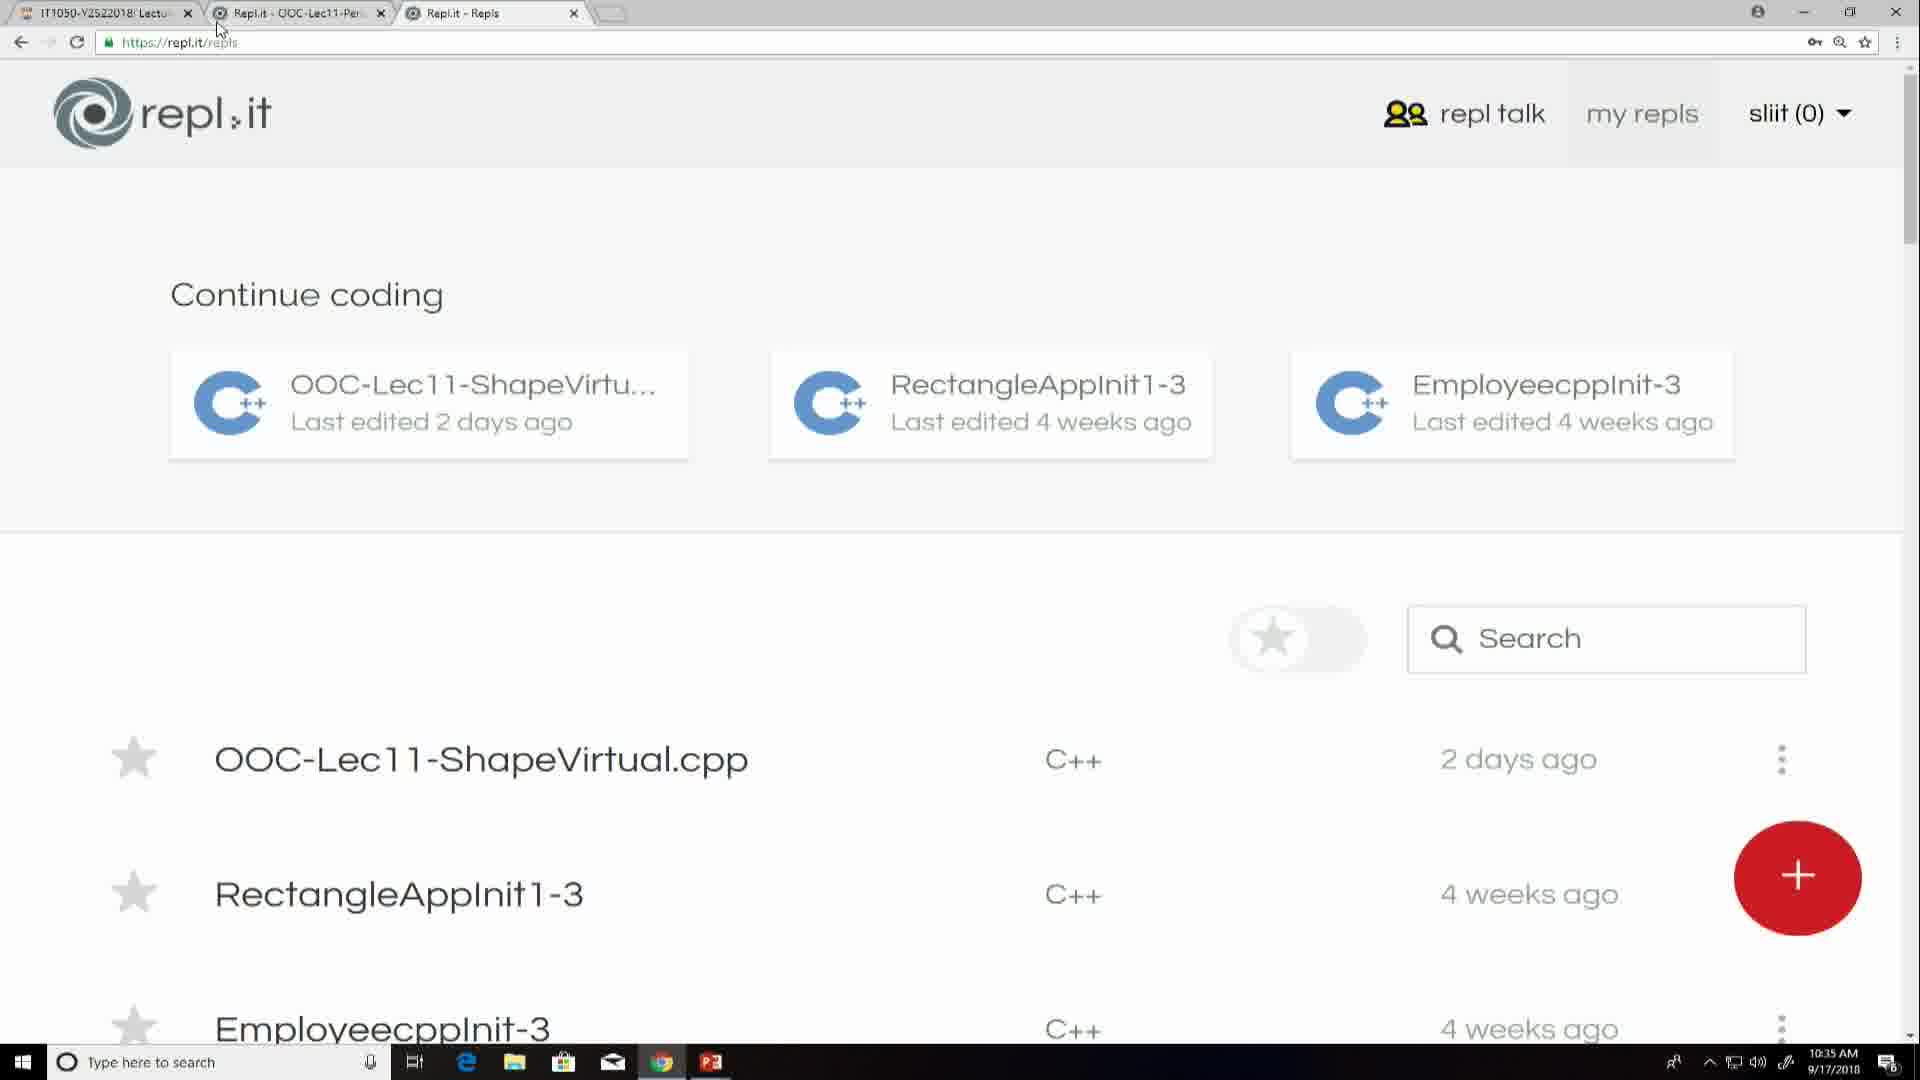 IT1050-Y2S22018: Lectu
Repl.it - OOC-Lec11-Per
Repl.it - Repls
https://repl.it/repls
repl.it
repl talk
my repls
sliit (0)
Continue coding
OOC-Lec11-ShapeVirtu...
Last edited 2 days ago
RectangleAppInit1-3
Last edited 4 weeks ago
EmployeecppInit-3
Last edited 4 weeks ago
Search
OOC-Lec11-ShapeVirtual.cpp
C++
2 days ago
RectangleAppInit1-3
C++
4 weeks ago
EmployeecppInit-3
C++
4 weeks ago
Type here to search
10:35 AM
9/17/2018